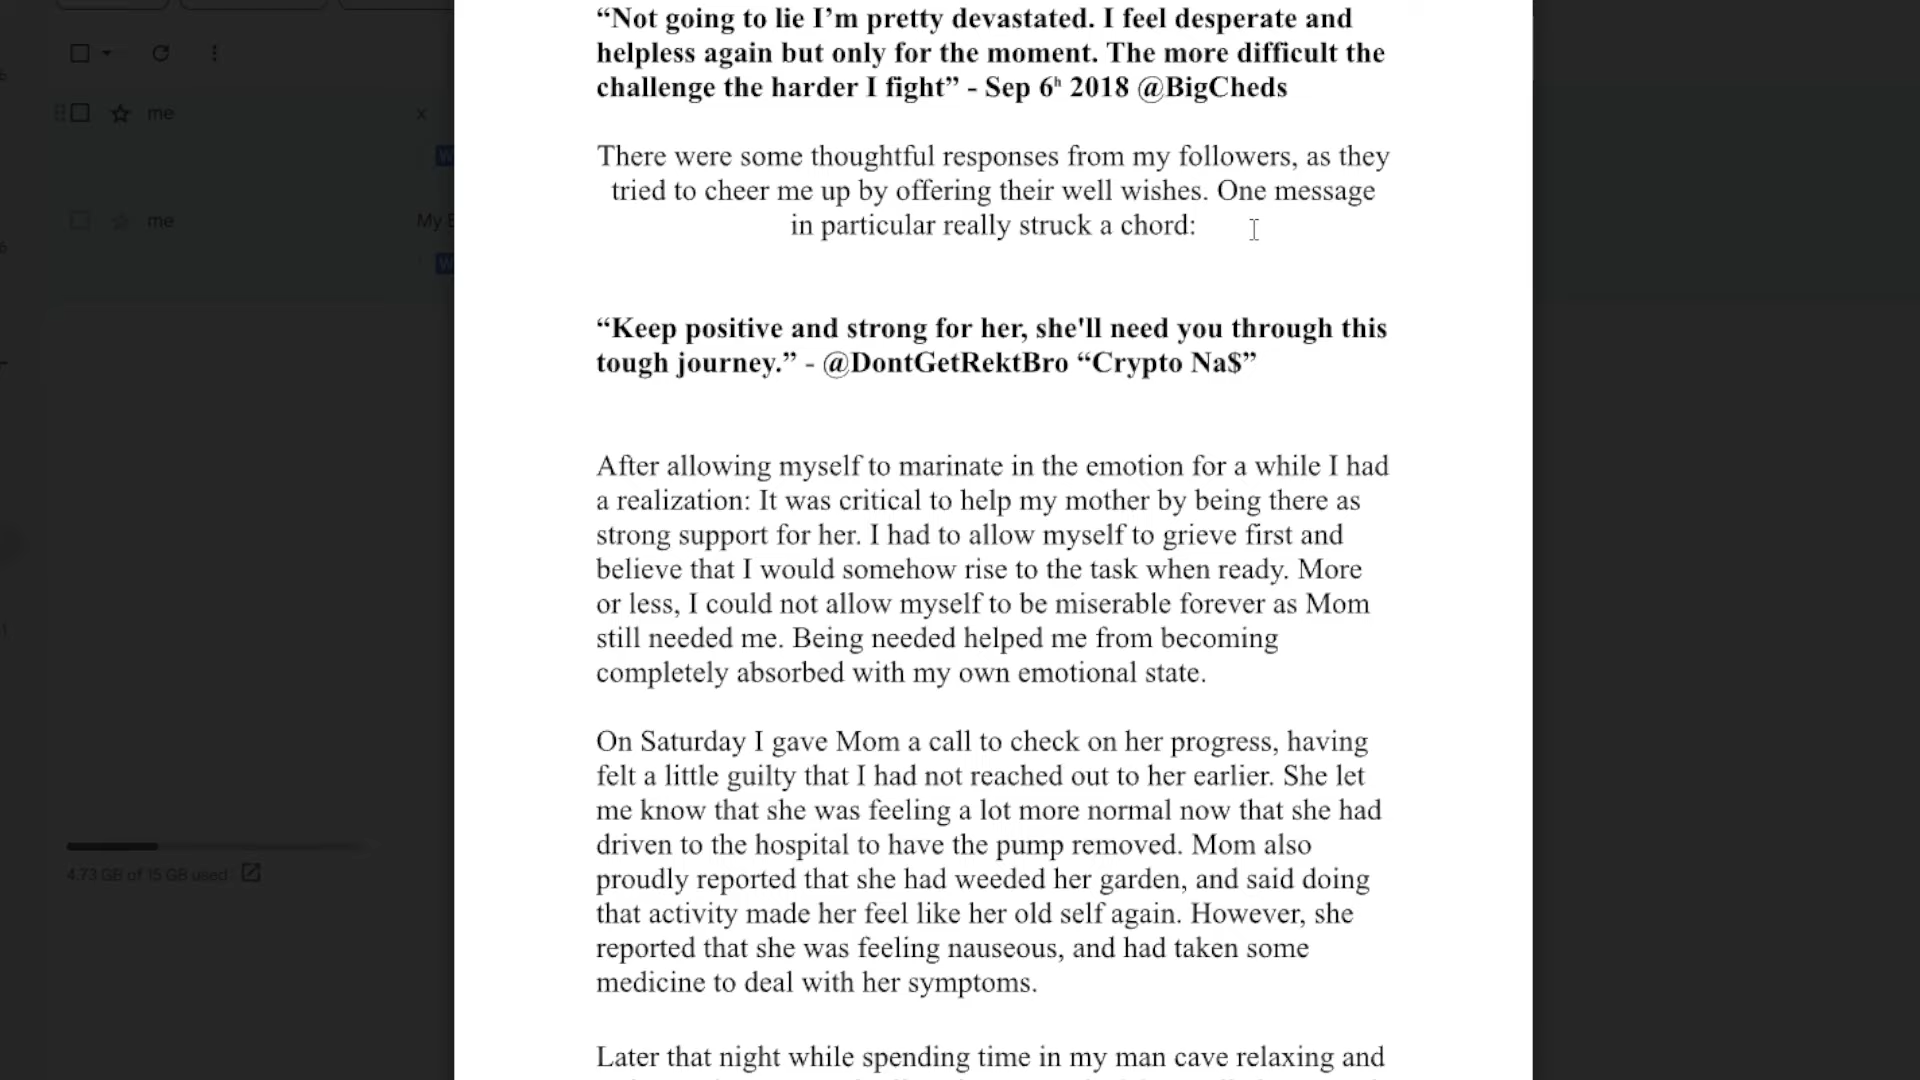 me
x
me
My
4.73 GB of 15 GB used
“Not going to lie I’m pretty devastated. I feel desperate and
helpless again but only for the moment. The more difficult the
challenge the harder I fight” - Sep 6ʰ 2018 @BigCheds
There were some thoughtful responses from my followers, as they
tried to cheer me up by offering their well wishes. One message
in particular really struck a chord:
“Keep positive and strong for her, she'll need you through this
tough journey.” - @DontGetRektBro “Crypto Na$”
After allowing myself to marinate in the emotion for a while I had
a realization: It was critical to help my mother by being there as
strong support for her. I had to allow myself to grieve first and
believe that I would somehow rise to the task when ready. More
or less, I could not allow myself to be miserable forever as Mom
still needed me. Being needed helped me from becoming
completely absorbed with my own emotional state.
On Saturday I gave Mom a call to check on her progress, having
felt a little guilty that I had not reached out to her earlier. She let
me know that she was feeling a lot more normal now that she had
driven to the hospital to have the pump removed. Mom also
proudly reported that she had weeded her garden, and said doing
that activity made her feel like her old self again. However, she
reported that she was feeling nauseous, and had taken some
medicine to deal with her symptoms.
Later that night while spending time in my man cave relaxing and